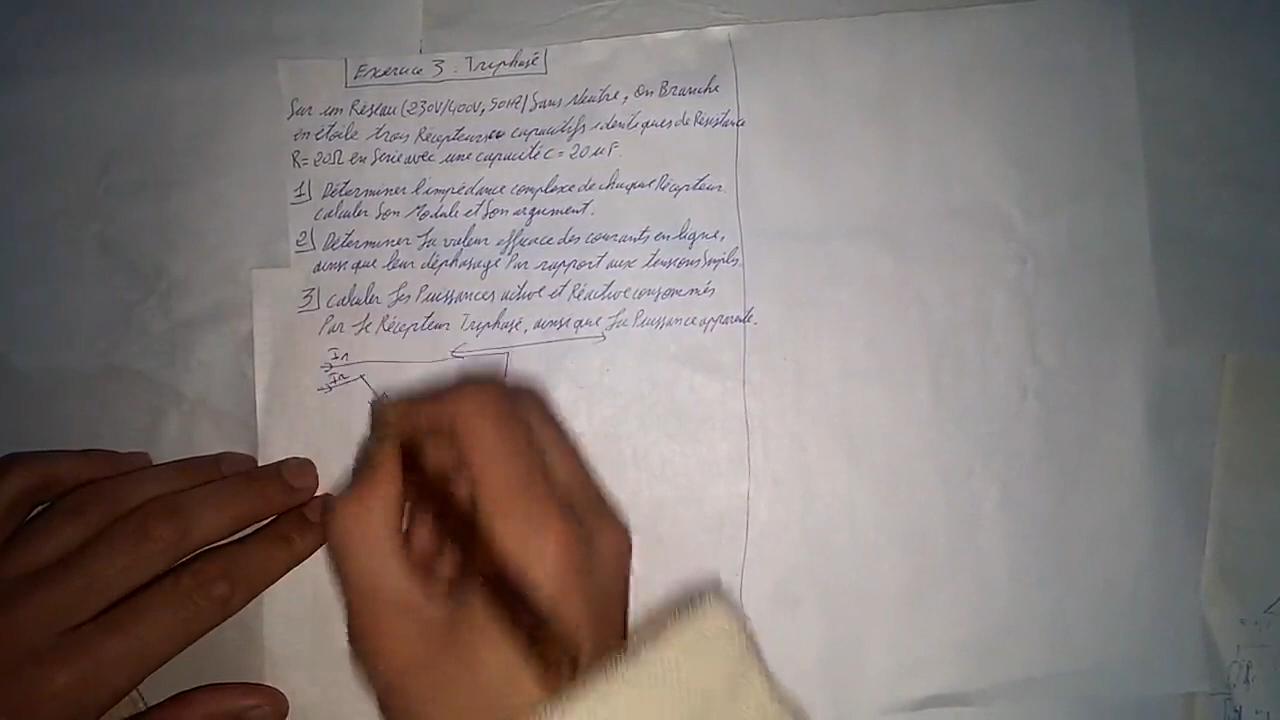 Exercice 3 : Triphasé
Sur un Réseau (230V/400V, 50HZ) Sans Neutre, on Branche
en étoile trois Recepteurs capacitifs identiques de Résistance
R = 20Ω en Serie avec une capacité C = 20 µF.
1) Déterminer l'impédance complexe de chaque Récepteur.
calculer Son Module et Son argument.
2) Déterminer la valeur efficace des courants en ligne,
ainsi que leur déphasage Par rapport aux tensions simples.
3) calculer les Puissances active et Réactive consommés
Par le Récepteur Triphasé, ainsi que la Puissance apparente.
I1
I2